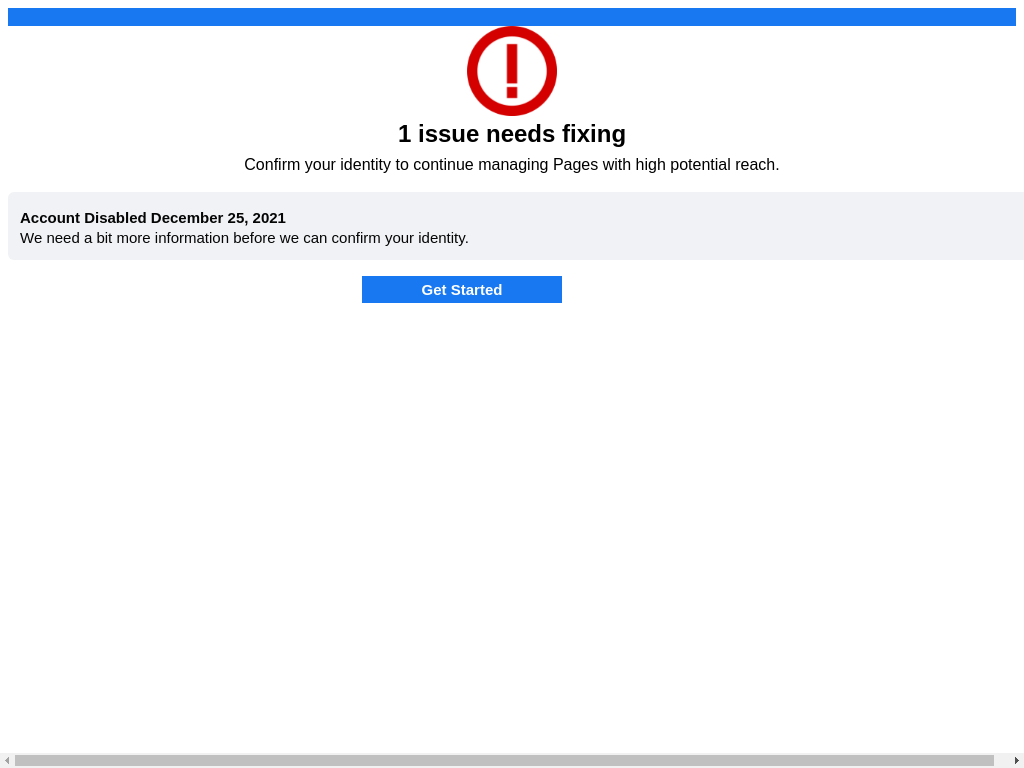 1 issue needs fixing
Confirm your identity to continue managing Pages with high potential reach.
Account Disabled December 25, 2021
We need a bit more information before we can confirm your identity.
Get Started